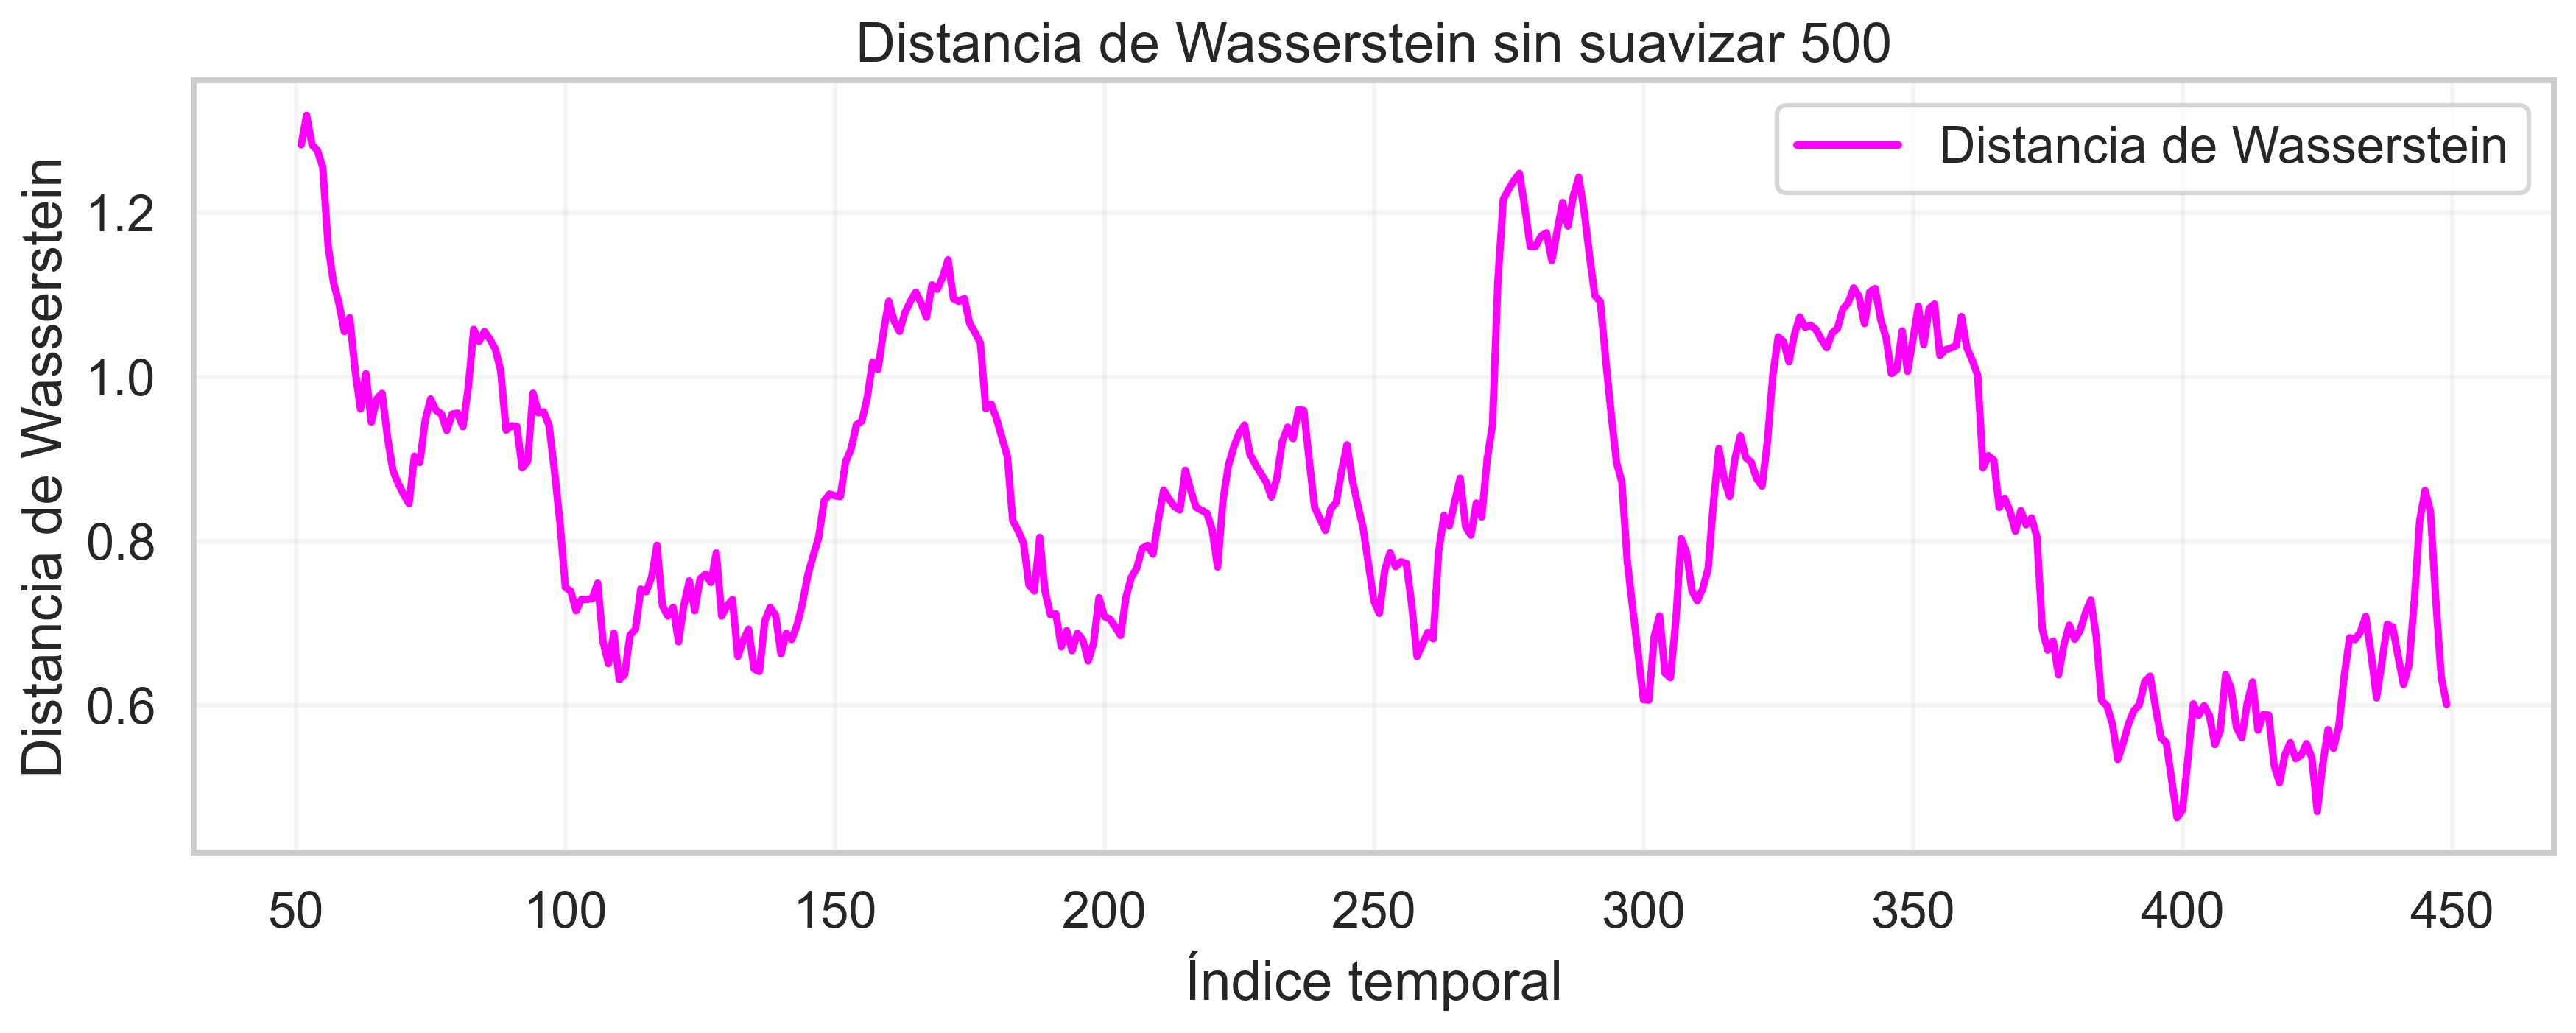 Distancia de Wasserstein sin suavizar 500
Distancia de Wasserstein
Distancia de Wasserstein
1.2
1.0
0.8
0.6
50 100 150 200 250 300 350 400 450
Índice temporal